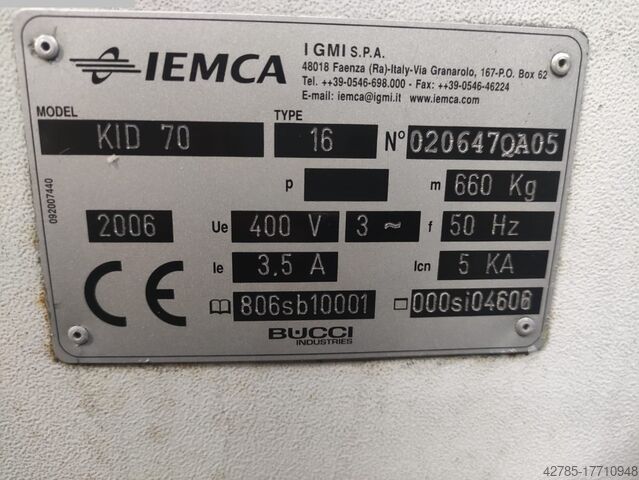 IEMCA
I GMI S.P.A.
48018 Faenza (Ra)-Italy-Via Granarolo, 167-P.O. Box 62
Tel. ++39-0546-698.000 - Fax: ++39-0546-46224
E-mail: iemca@igmi.it www.iemca.com
MODEL TYPE
KID 70 16 N° 020647QA05
p m 660 Kg
2006 Ue 400 V 3 ~ f 50 Hz
CE Ie 3,5 A Icn 5 KA
806sb10001 000si04606
BUCCI
INDUSTRIES
092007440
42785-17710948